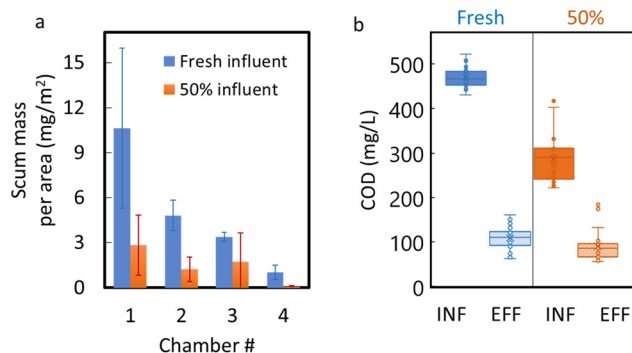 a
Scum mass
per area (mg/m²)
15
12
9
6
3
0
Fresh influent
50% influent
1 2 3 4
Chamber #
b
Fresh 50%
COD (mg/L)
500
400
300
200
100
0
INF EFF INF EFF